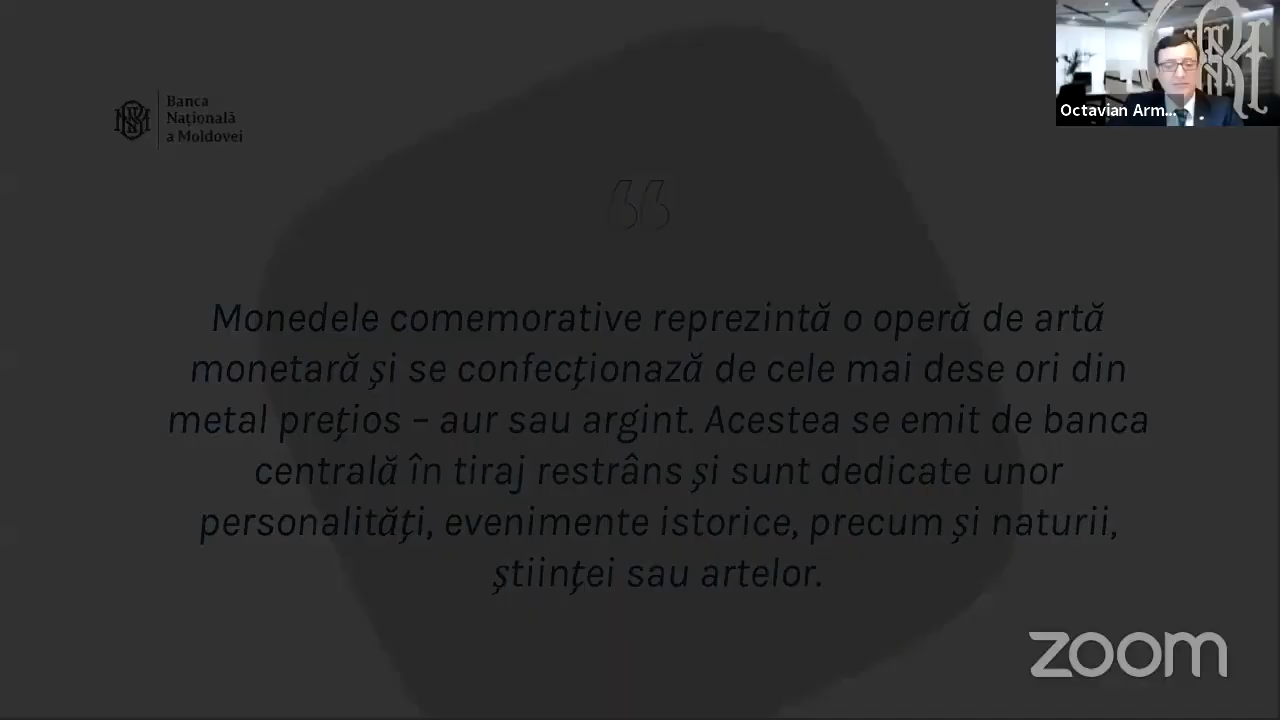 Banca
Națională
a Moldovei
Octavian Arm...
Monedele comemorative reprezintă o operă de artă
monetară și se confecționază de cele mai dese ori din
metal prețios – aur sau argint. Acestea se emit de banca
centrală în tiraj restrâns și sunt dedicate unor
personalități, evenimente istorice, precum și naturii,
științei sau artelor.
zoom